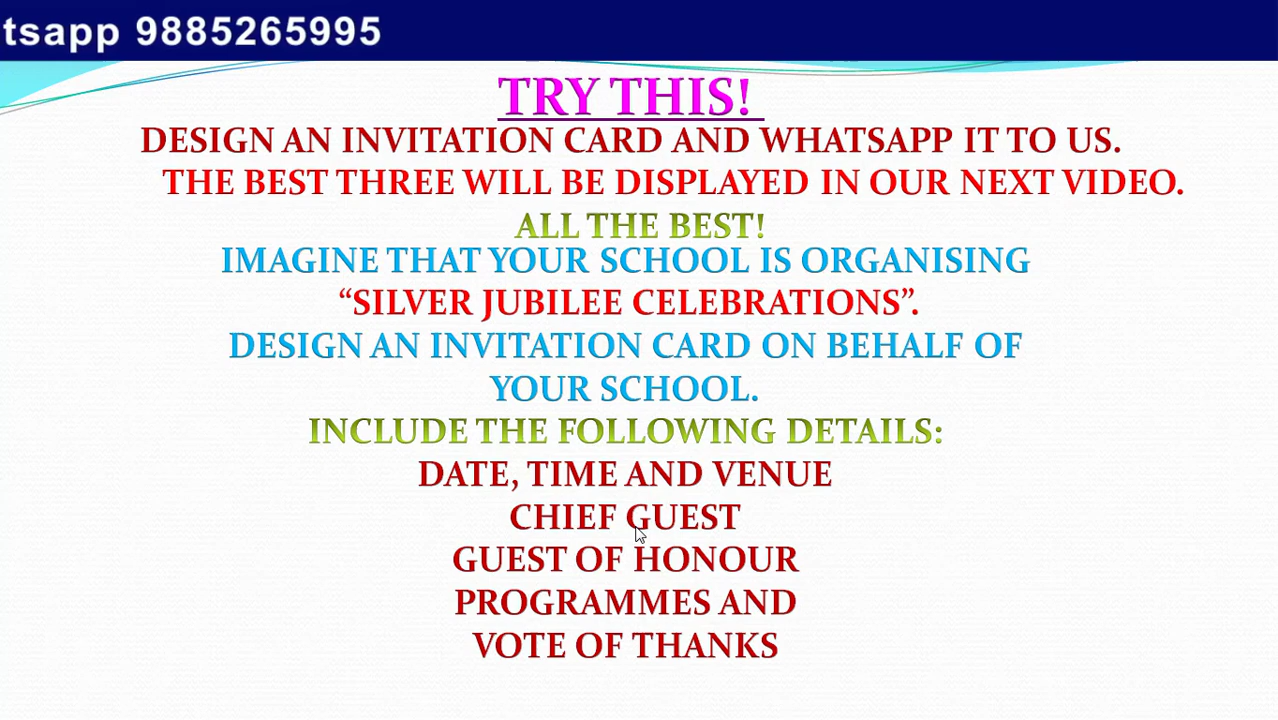 tsapp 9885265995
TRY THIS!
DESIGN AN INVITATION CARD AND WHATSAPP IT TO US.
THE BEST THREE WILL BE DISPLAYED IN OUR NEXT VIDEO.
ALL THE BEST!
IMAGINE THAT YOUR SCHOOL IS ORGANISING
“SILVER JUBILEE CELEBRATIONS”.
DESIGN AN INVITATION CARD ON BEHALF OF
YOUR SCHOOL.
INCLUDE THE FOLLOWING DETAILS:
DATE, TIME AND VENUE
CHIEF GUEST
GUEST OF HONOUR
PROGRAMMES AND
VOTE OF THANKS